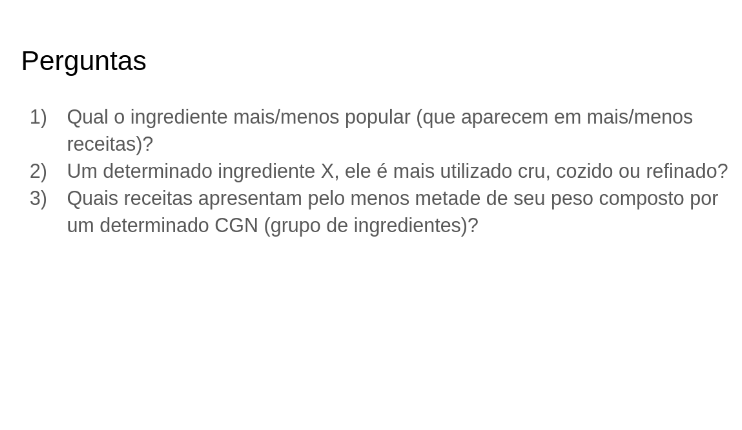 Perguntas
1) Qual o ingrediente mais/menos popular (que aparecem em mais/menos
receitas)?
2) Um determinado ingrediente X, ele é mais utilizado cru, cozido ou refinado?
3) Quais receitas apresentam pelo menos metade de seu peso composto por
um determinado CGN (grupo de ingredientes)?